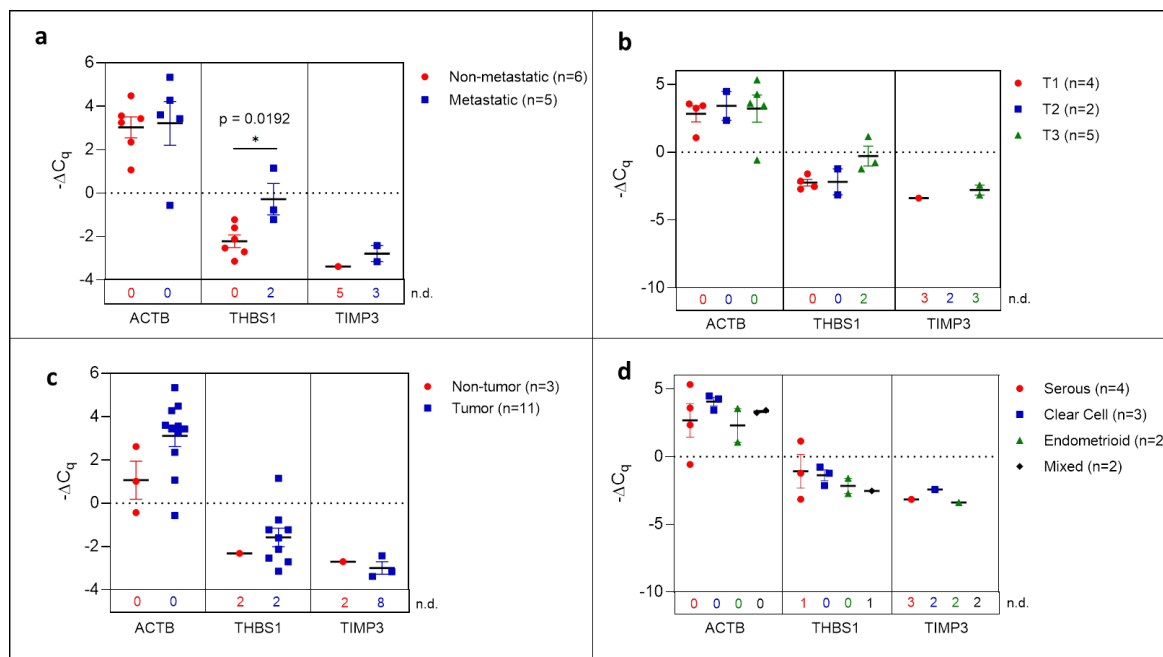 a
6
4
2
0
-2
-4
-ΔCq
p = 0.0192
*
Non-metastatic (n=6)
Metastatic (n=5)
0 0 0 2 5 3 n.d.
ACTB THBS1 TIMP3
b
5
0
-5
-10
-ΔCq
T1 (n=4)
T2 (n=2)
T3 (n=5)
0 0 0 0 0 2 3 2 3 n.d.
ACTB THBS1 TIMP3
c
6
4
2
0
-2
-4
-ΔCq
Non-tumor (n=3)
Tumor (n=11)
0 0 2 2 2 8 n.d.
ACTB THBS1 TIMP3
d
5
0
-5
-10
-ΔCq
Serous (n=4)
Clear Cell (n=3)
Endometrioid (n=2
Mixed (n=2)
0 0 0 0 1 0 0 1 3 2 2 2 n.d.
ACTB THBS1 TIMP3